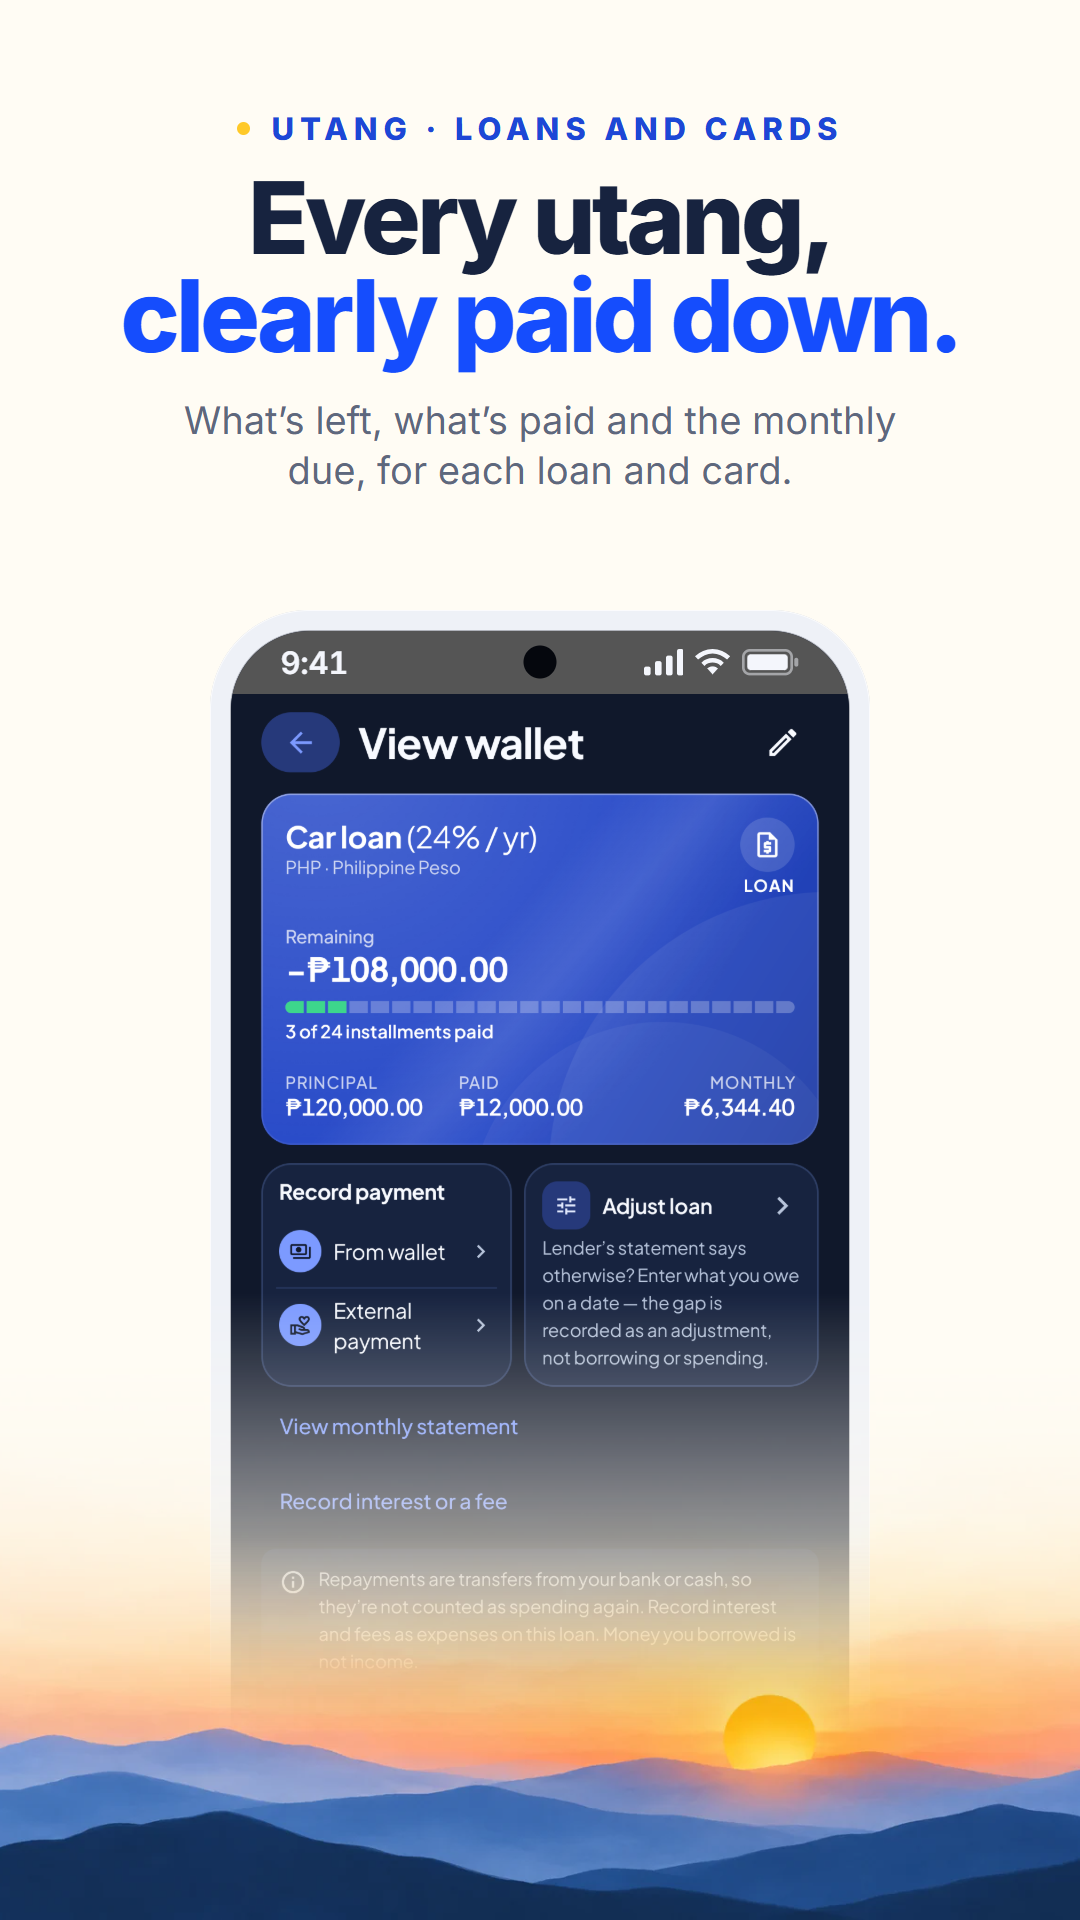 UTANG · LOANS AND CARDS
Every utang,
clearly paid down.
What’s left, what’s paid and the monthly
due, for each loan and card.
9:41
View wallet
Car loan (24% / yr)
PHP · Philippine Peso
LOAN
Remaining
−₱108,000.00
3 of 24 installments paid
PRINCIPAL PAID MONTHLY
₱120,000.00 ₱12,000.00 ₱6,344.40
Record payment
From wallet
External
payment
Adjust loan
Lender’s statement says
otherwise? Enter what you owe
on a date — the gap is
recorded as an adjustment,
not borrowing or spending.
View monthly statement
Record interest or a fee
Repayments are transfers from your bank or cash, so
they’re not counted as spending again. Record interest
and fees as expenses on this loan. Money you borrowed is
not income.